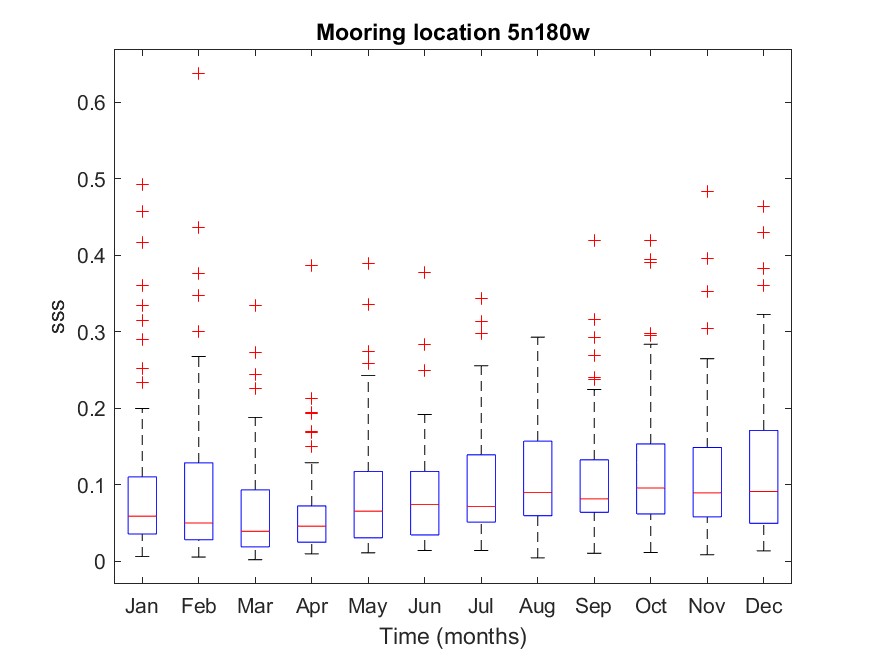 Mooring location 5n180w
0.6
0.5
0.4
0.3
0.2
0.1
0
sss
Jan Feb Mar Apr May Jun Jul Aug Sep Oct Nov Dec
Time (months)